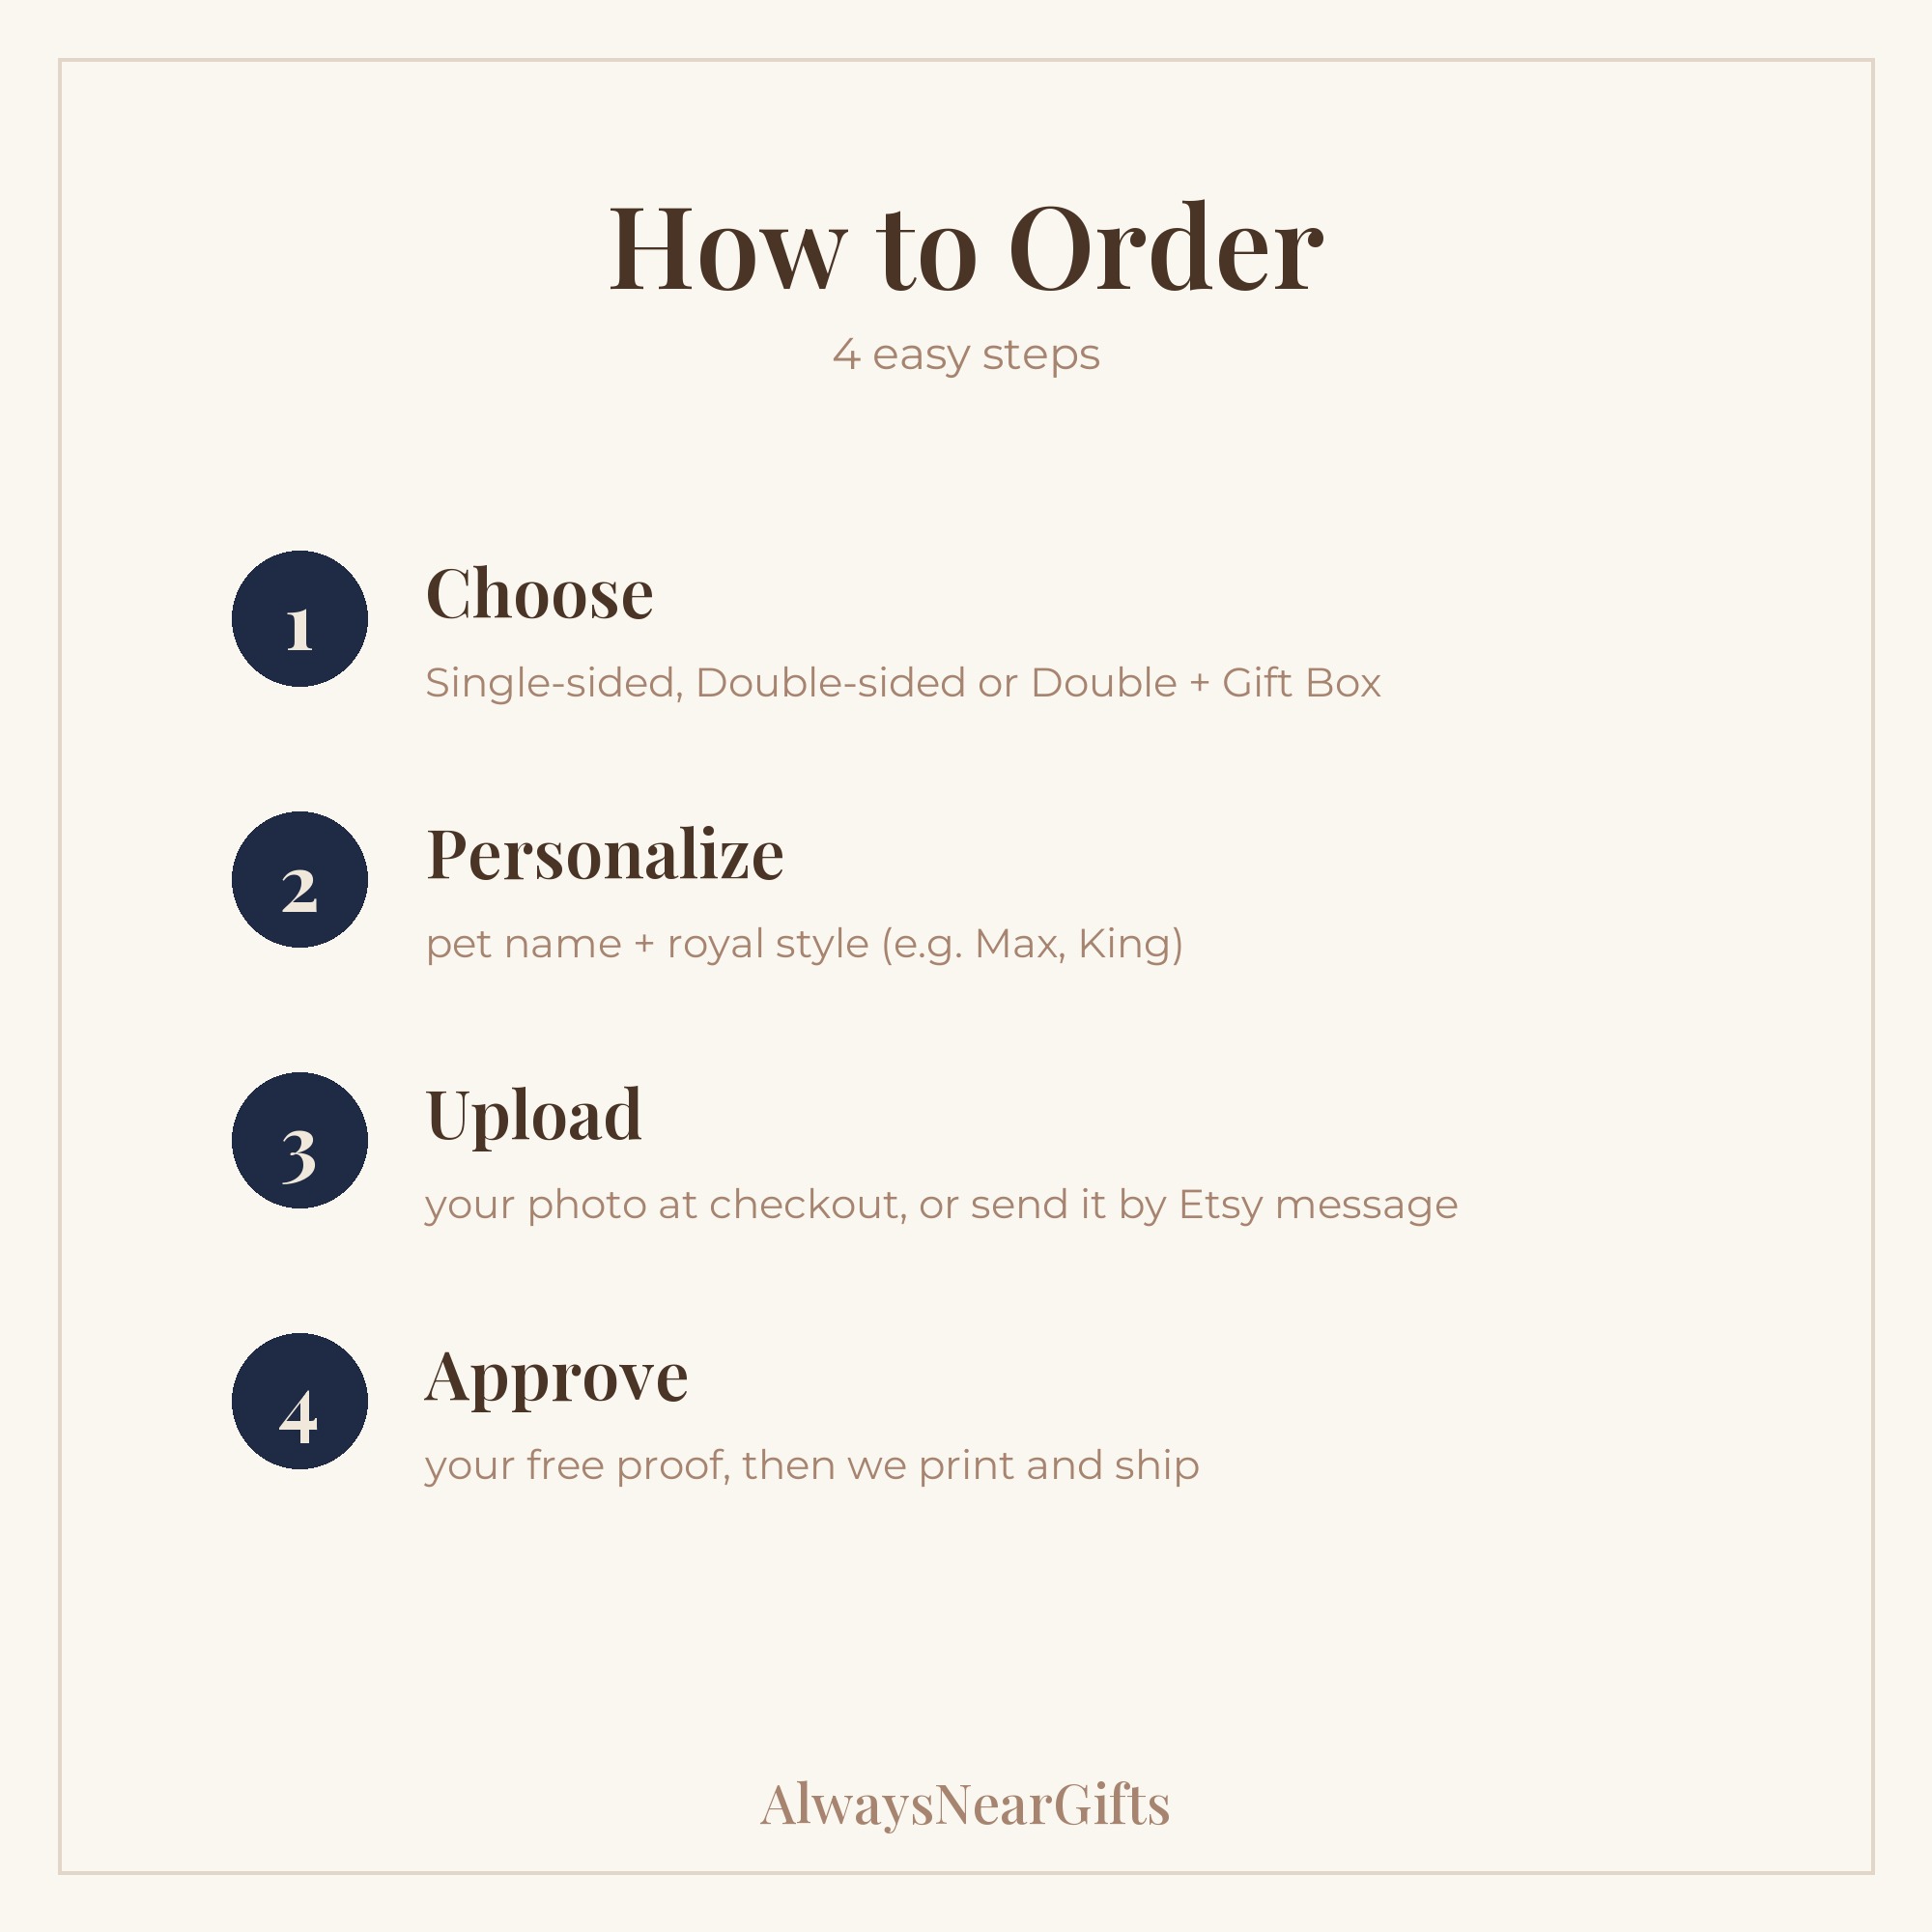 How to Order
4 easy steps
1
Choose
Single-sided, Double-sided or Double + Gift Box
2
Personalize
pet name + royal style (e.g. Max, King)
3
Upload
your photo at checkout, or send it by Etsy message
4
Approve
your free proof, then we print and ship
AlwaysNearGifts